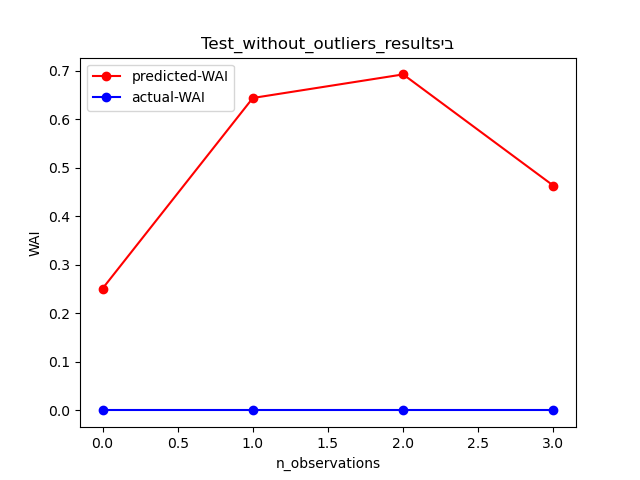 Test_without_outliers_resultsבי
predicted-WAI
actual-WAI
0.7
0.6
0.5
0.4
0.3
0.2
0.1
0.0
WAI
0.0 0.5 1.0 1.5 2.0 2.5 3.0
n_observations